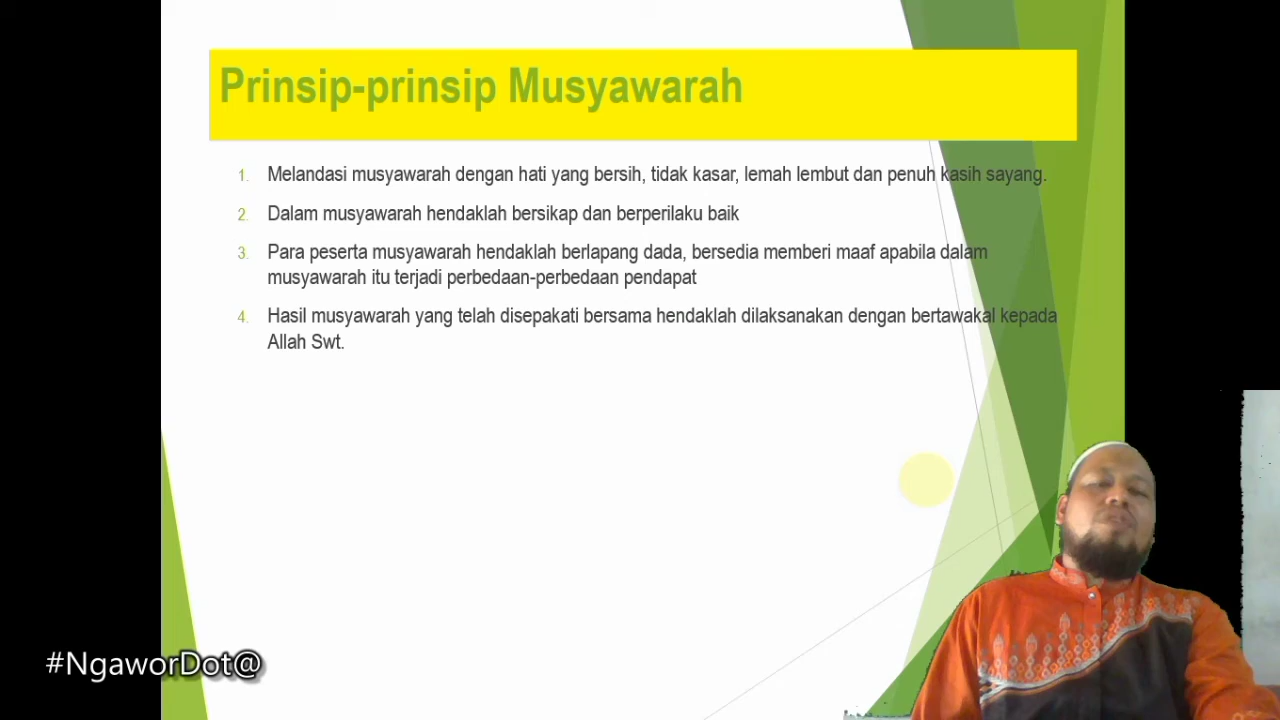 Prinsip-prinsip Musyawarah
1. Melandasi musyawarah dengan hati yang bersih, tidak kasar, lemah lembut dan penuh kasih sayang.
2. Dalam musyawarah hendaklah bersikap dan berperilaku baik
3. Para peserta musyawarah hendaklah berlapang dada, bersedia memberi maaf apabila dalam
musyawarah itu terjadi perbedaan-perbedaan pendapat
4. Hasil musyawarah yang telah disepakati bersama hendaklah dilaksanakan dengan bertawakal kepada
Allah Swt.
#NgaworDot@